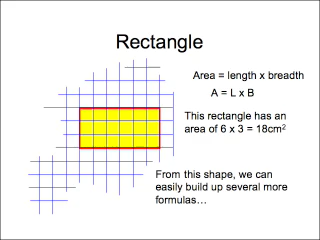 Rectangle
Area = length x breadth
A = L x B
This rectangle has an
area of 6 x 3 = 18cm²
From this shape, we can
easily build up several more
formulas…